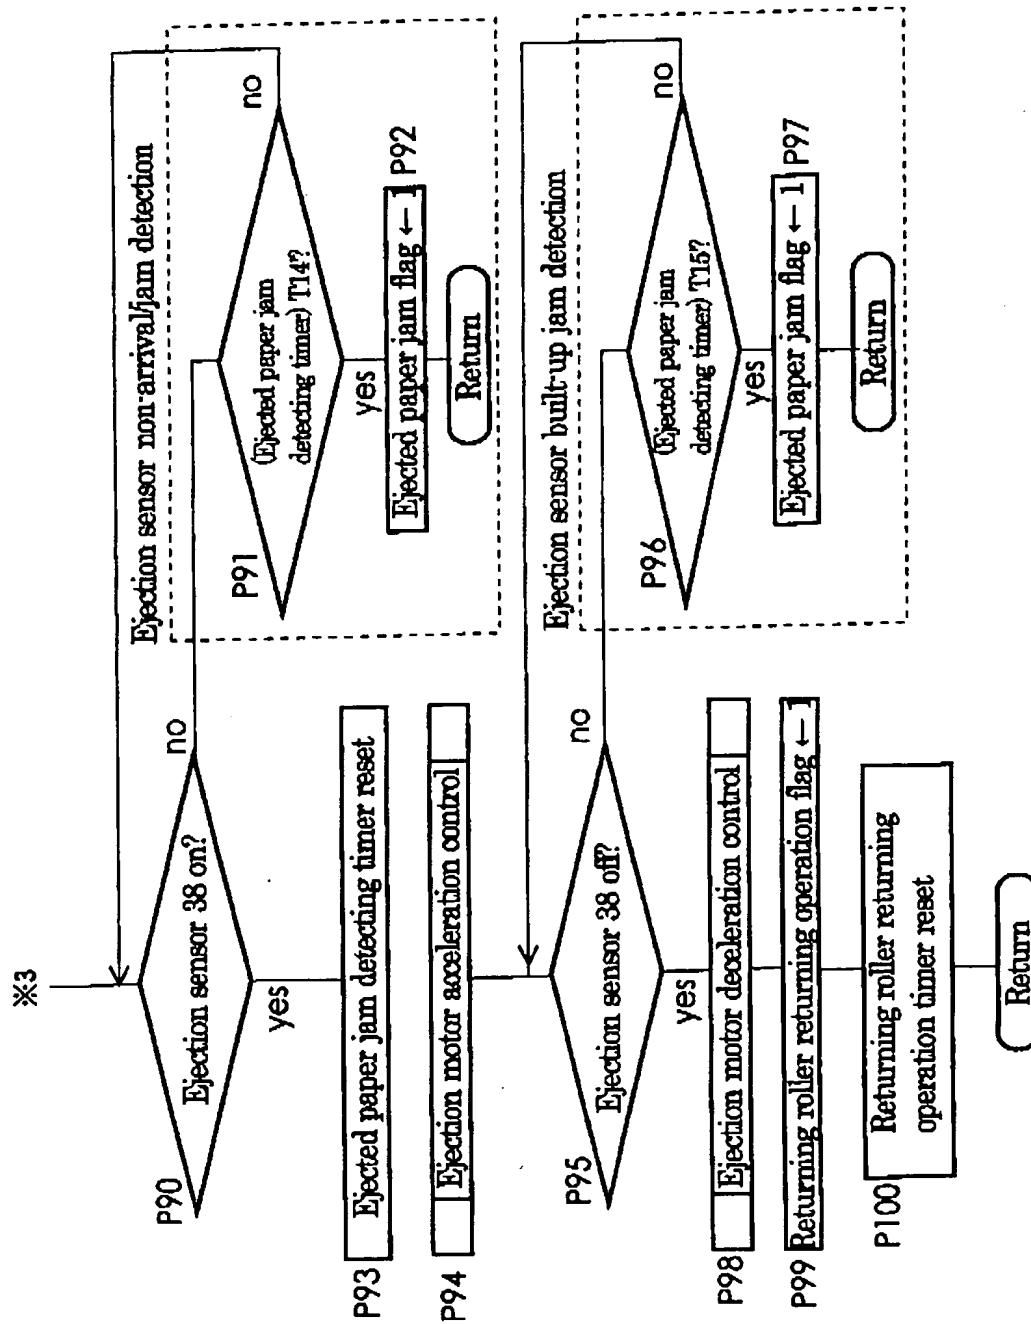 ※3
P90
Ejection sensor 38 on?
no
yes
Ejection sensor non-arrival/jam detection
P91
(Ejected paper jam
detecting timer) T14?
no
yes
Ejected paper jam flag ← 1
P92
Return
P93
Ejected paper jam detecting timer reset
P94
Ejection motor acceleration control
P95
Ejection sensor 38 off?
no
yes
Ejection sensor built-up jam detection
P96
(Ejected paper jam
detecting timer) T15?
no
yes
Ejected paper jam flag ← 1
P97
Return
P98
Ejection motor deceleration control
P99
Returning roller returning operation flag ← 1
P100
Returning roller returning
operation timer reset
Return